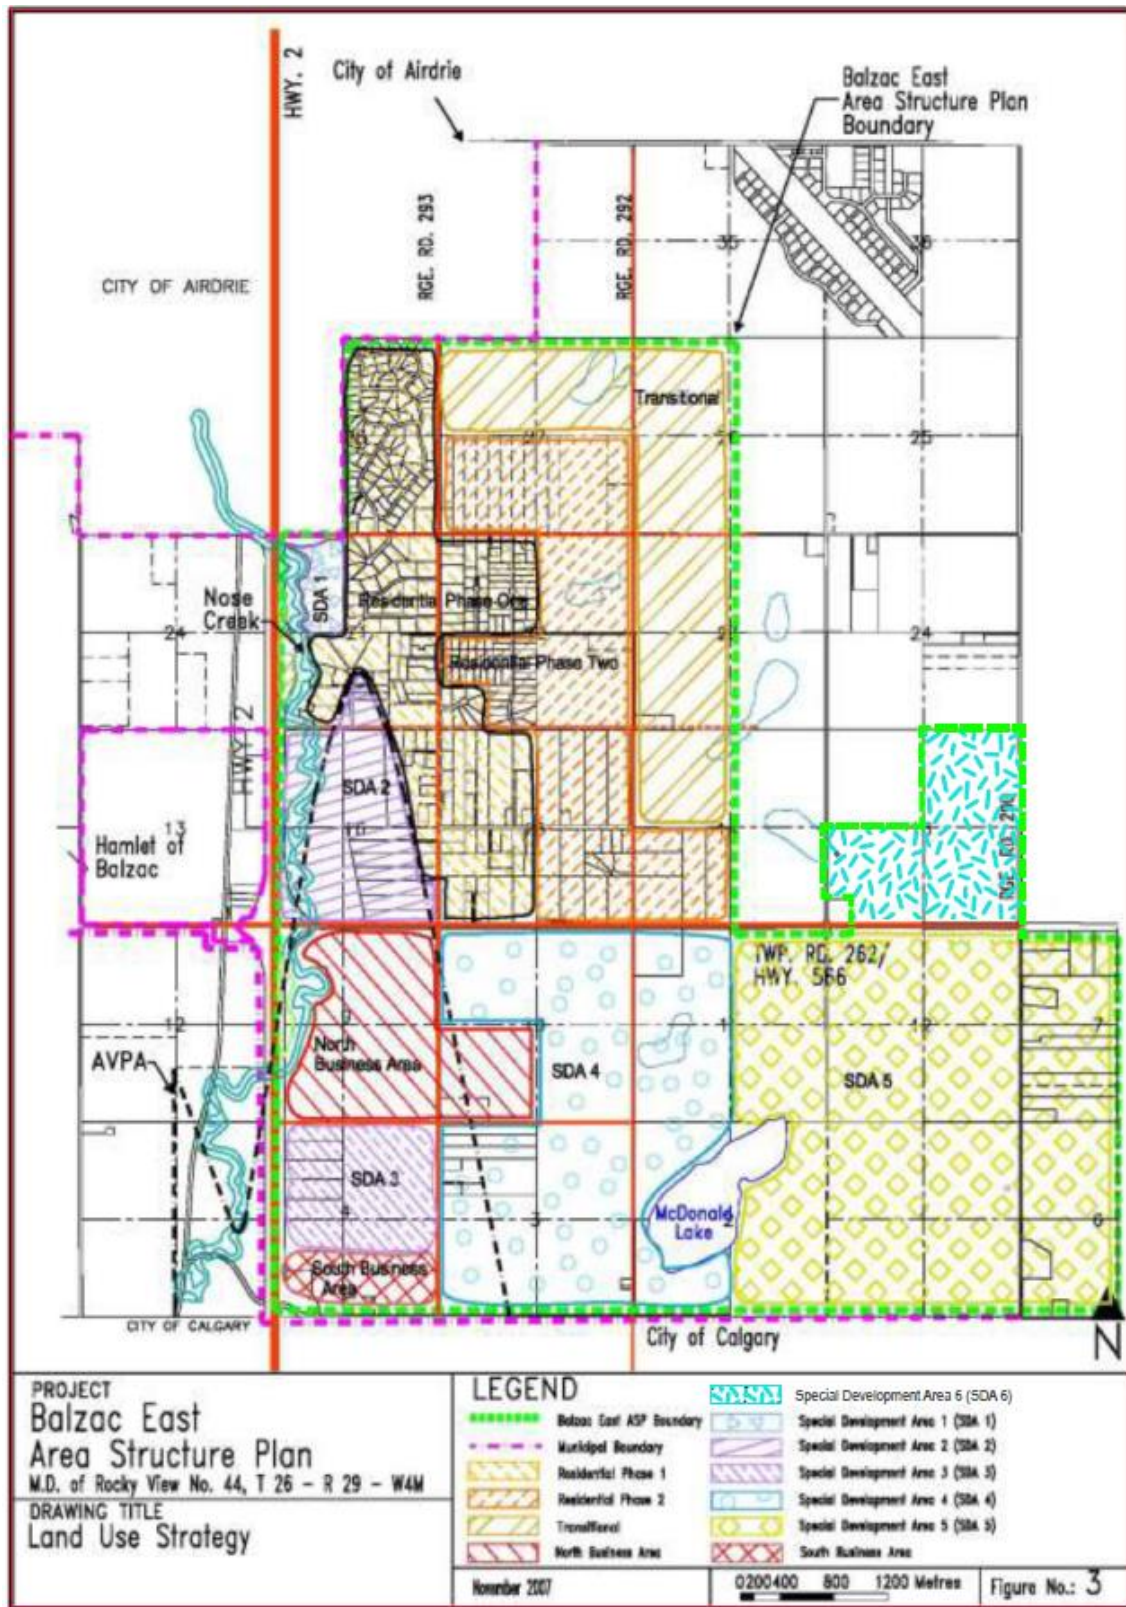 HWY. 2
City of Airdrie
Balzac East
Area Structure Plan
Boundary
RGE. RD. 293
RGE. RD. 292
CITY OF AIRDRIE
35
36
Transitional
25
Nose
Creek
SDA 1
Residential Phase One
24
24
Residential Phase Two
HWY 2
SDA 2
Hamlet of
Balzac
13
RGE. RD. 290
TWP. RD. 262/
HWY. 566
12
12
7
AVPA
North
Business Area
SDA 4
SDA 5
SDA 3
4
3
McDonald
Lake
2
6
South Business
Area
CITY OF CALGARY
City of Calgary
N
PROJECT
Balzac East
Area Structure Plan
M.D. of Rocky View No. 44, T 26 - R 29 - W4M
DRAWING TITLE
Land Use Strategy
LEGEND
Balzac East ASP Boundary
Municipal Boundary
Residential Phase 1
Residential Phase 2
Transitional
North Business Area
Special Development Area 6 (SDA 6)
Special Development Area 1 (SDA 1)
Special Development Area 2 (SDA 2)
Special Development Area 3 (SDA 3)
Special Development Area 4 (SDA 4)
Special Development Area 5 (SDA 5)
South Business Area
November 2007
0 200 400 800 1200 Metres
Figure No.: 3